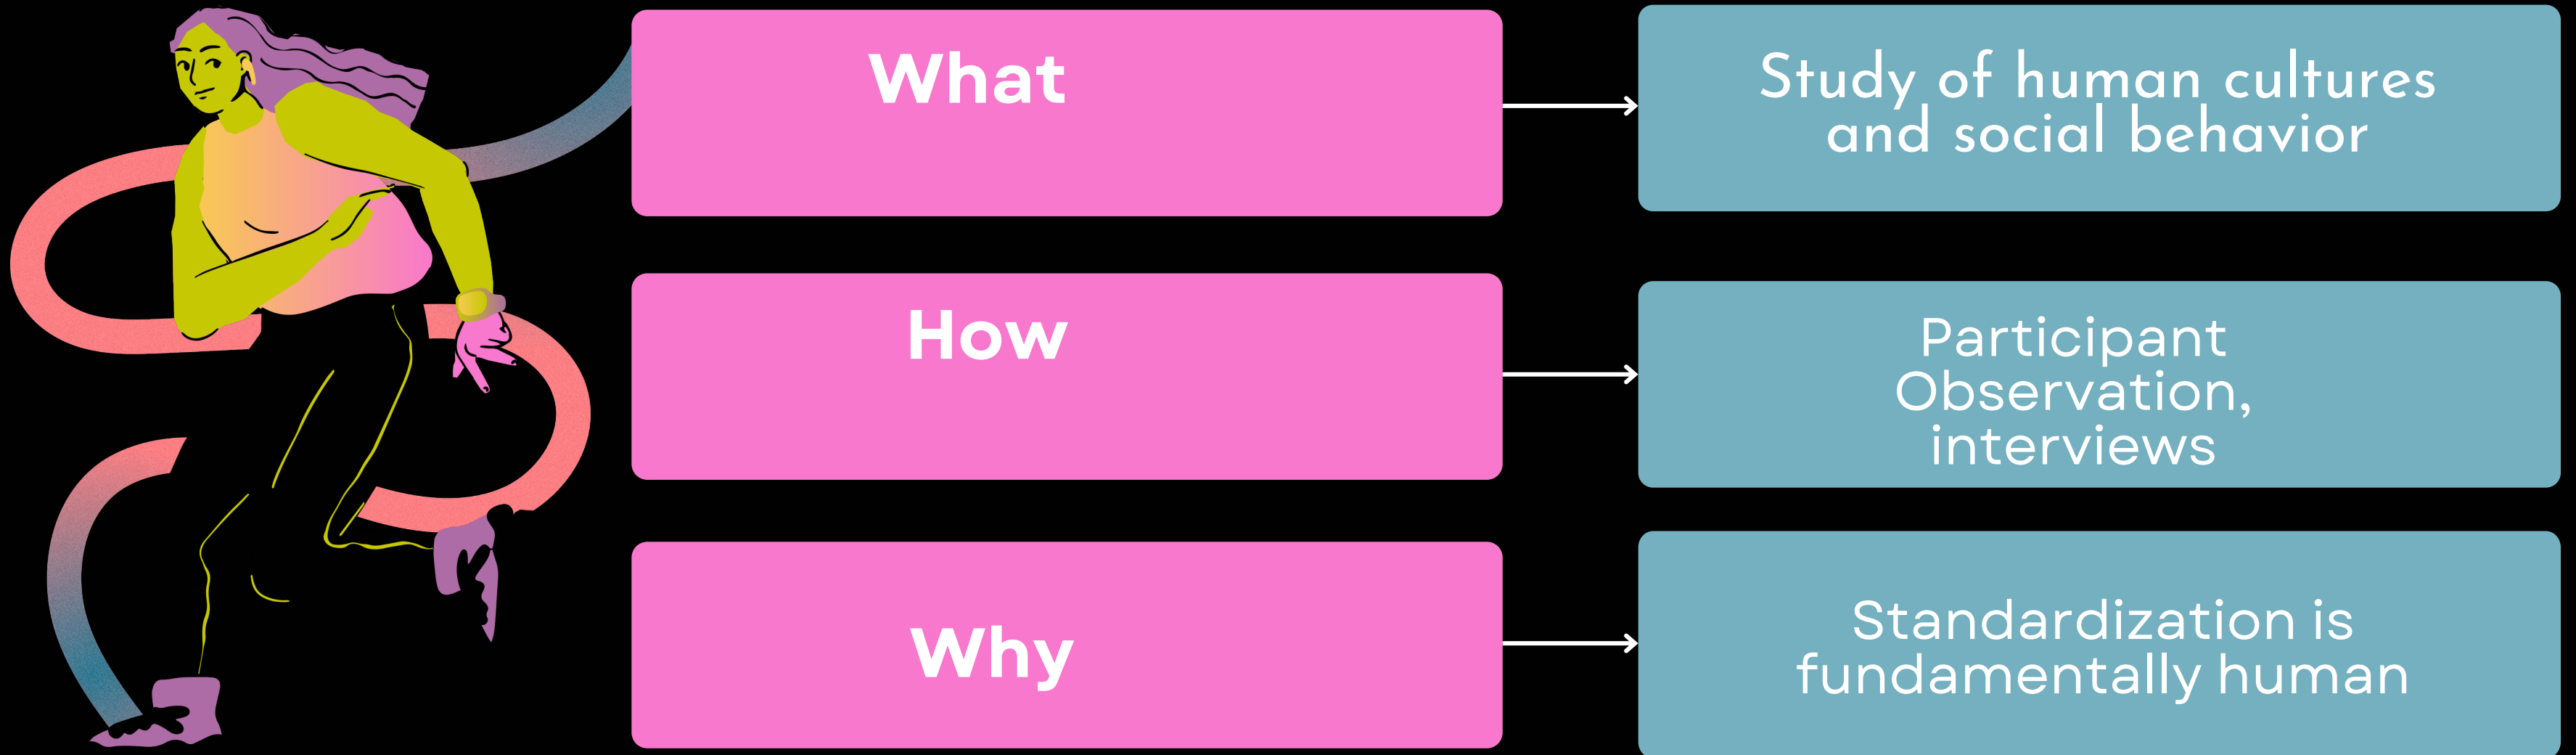 What
Study of human cultures
and social behavior
How
Participant
Observation,
interviews
Why
Standardization is
fundamentally human